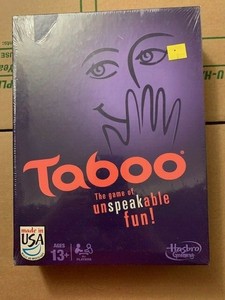 Taboo
The game of
unspeakable
fun!
made in
USA
AGES
13+
Hasbro
Gaming